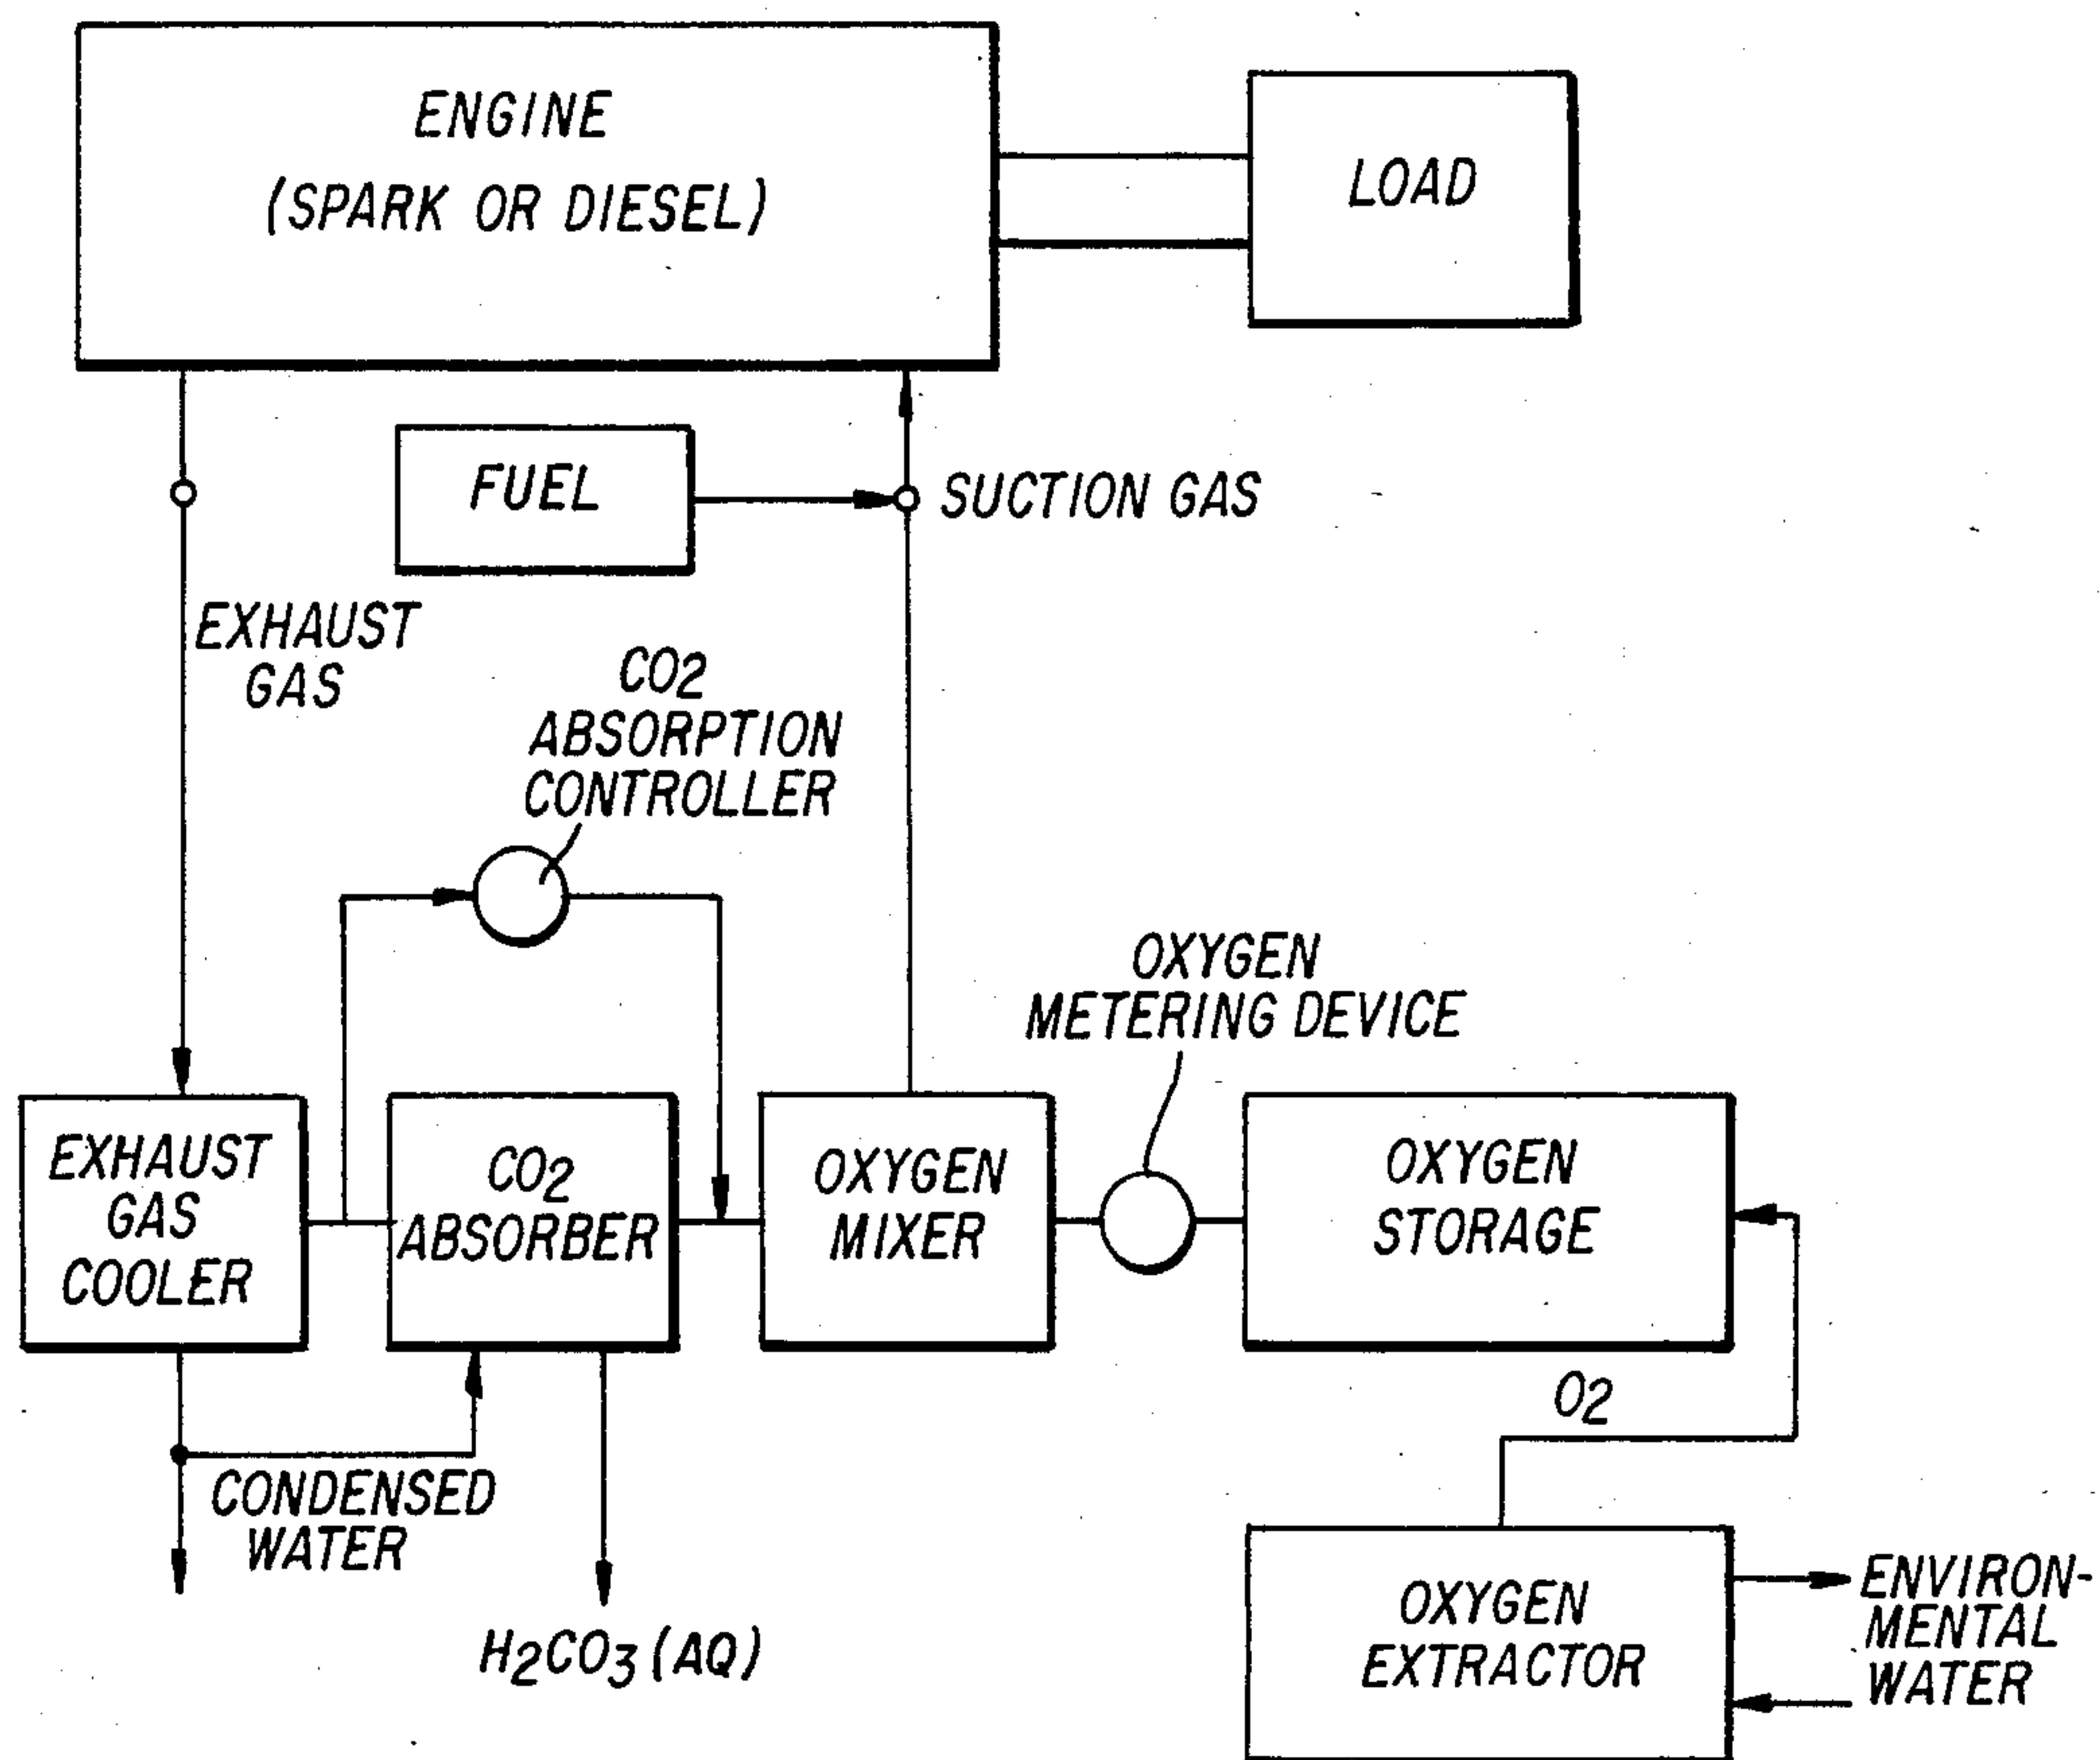 ENGINE
(SPARK OR DIESEL)
LOAD
FUEL
SUCTION GAS
EXHAUST
GAS
CO2
ABSORPTION
CONTROLLER
OXYGEN
METERING DEVICE
EXHAUST
GAS
COOLER
CO2
ABSORBER
OXYGEN
MIXER
OXYGEN
STORAGE
O2
CONDENSED
WATER
H2CO3 (AQ)
OXYGEN
EXTRACTOR
ENVIRON-
MENTAL
WATER